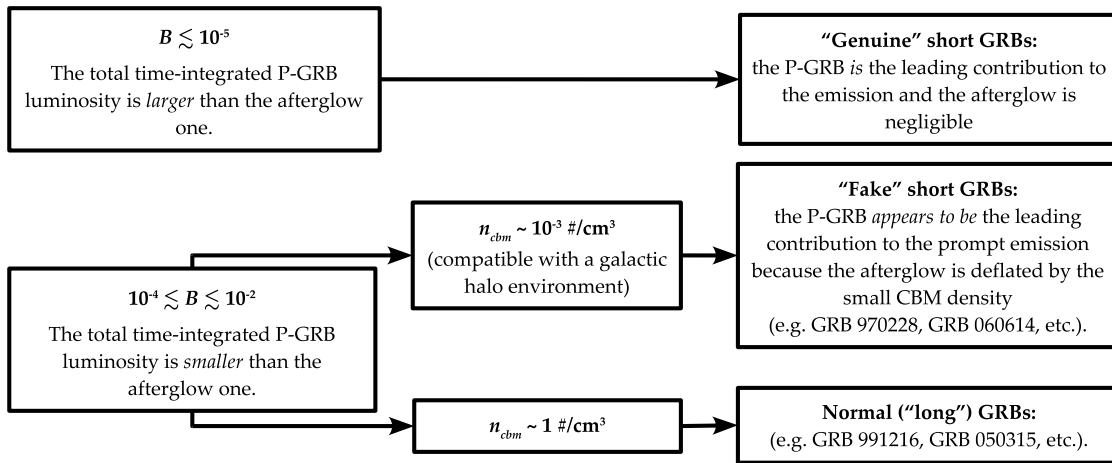 B ≲ 10⁻⁵
The total time-integrated P-GRB
luminosity is larger than the afterglow
one.
“Genuine” short GRBs:
the P-GRB is the leading contribution to
the emission and the afterglow is
negligible
10⁻⁴ ≲ B ≲ 10⁻²
The total time-integrated P-GRB
luminosity is smaller than the
afterglow one.
n_cbm ~ 10⁻³ #/cm³
(compatible with a galactic
halo environment)
“Fake” short GRBs:
the P-GRB appears to be the leading
contribution to the prompt emission
because the afterglow is deflated by the
small CBM density
(e.g. GRB 970228, GRB 060614, etc.).
n_cbm ~ 1 #/cm³
Normal (“long”) GRBs:
(e.g. GRB 991216, GRB 050315, etc.).